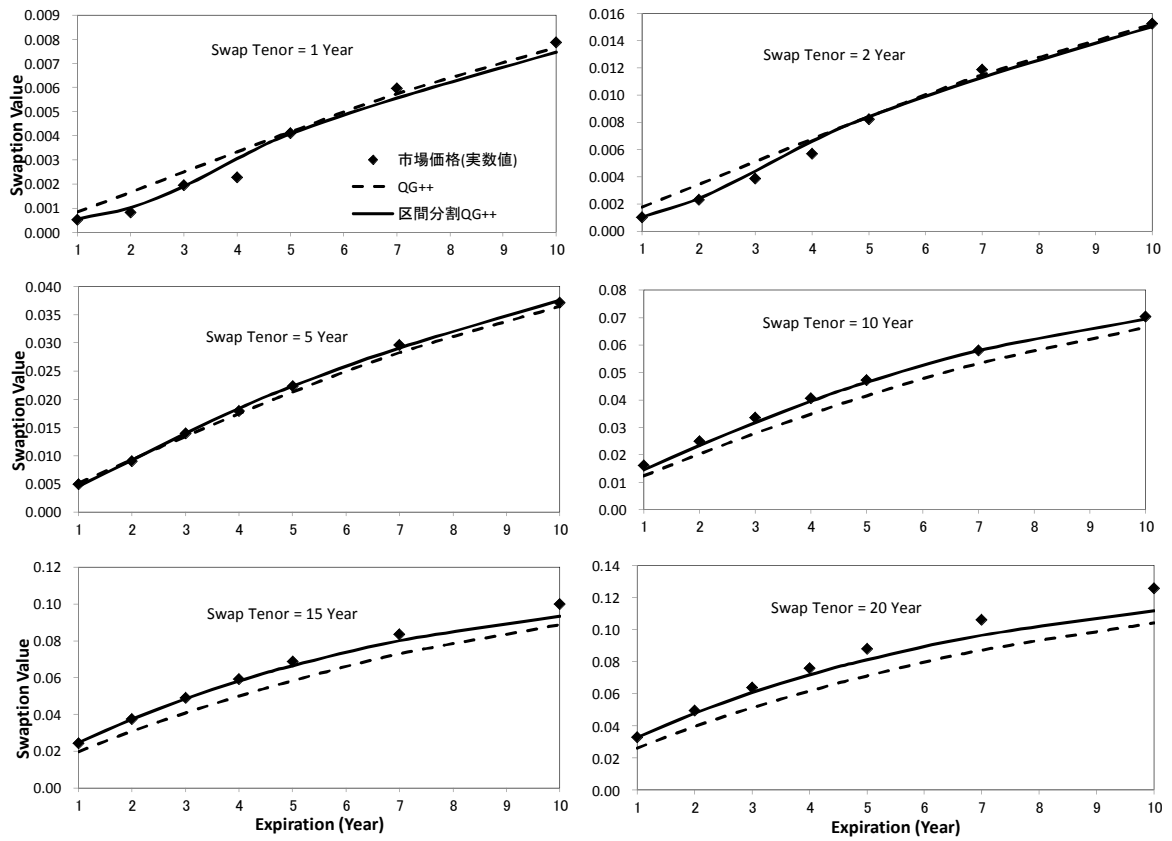 0.009
0.008
0.007
0.006
0.005
0.004
0.003
0.002
0.001
0.000
Swaption Value
Swap Tenor = 1 Year
市場価格(実数値)
QG++
区間分割QG++
1 2 3 4 5 6 7 8 9 10
0.016
0.014
0.012
0.010
0.008
0.006
0.004
0.002
0.000
Swap Tenor = 2 Year
1 2 3 4 5 6 7 8 9 10
0.040
0.035
0.030
0.025
0.020
0.015
0.010
0.005
0.000
Swaption Value
Swap Tenor = 5 Year
1 2 3 4 5 6 7 8 9 10
0.08
0.07
0.06
0.05
0.04
0.03
0.02
0.01
0.00
Swap Tenor = 10 Year
1 2 3 4 5 6 7 8 9 10
0.12
0.10
0.08
0.06
0.04
0.02
0.00
Swaption Value
Swap Tenor = 15 Year
1 2 3 4 5 6 7 8 9 10
Expiration (Year)
0.14
0.12
0.10
0.08
0.06
0.04
0.02
0.00
Swap Tenor = 20 Year
1 2 3 4 5 6 7 8 9 10
Expiration (Year)